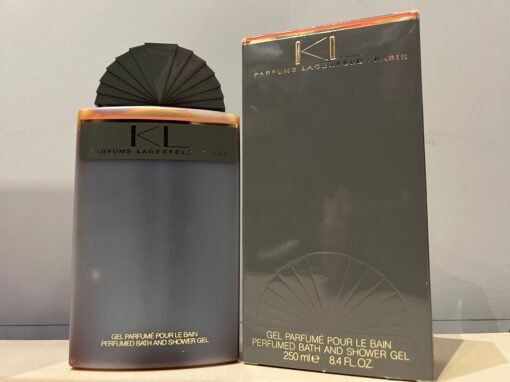 KL
PARFUMS LAGERFELD - PARIS
GEL PARFUMÉ POUR LE BAIN
PERFUMED BATH AND SHOWER GEL
KL
PARFUMS LAGERFELD - PARIS
GEL PARFUMÉ POUR LE BAIN
PERFUMED BATH AND SHOWER GEL
250 ml e 8.4 FL. OZ.